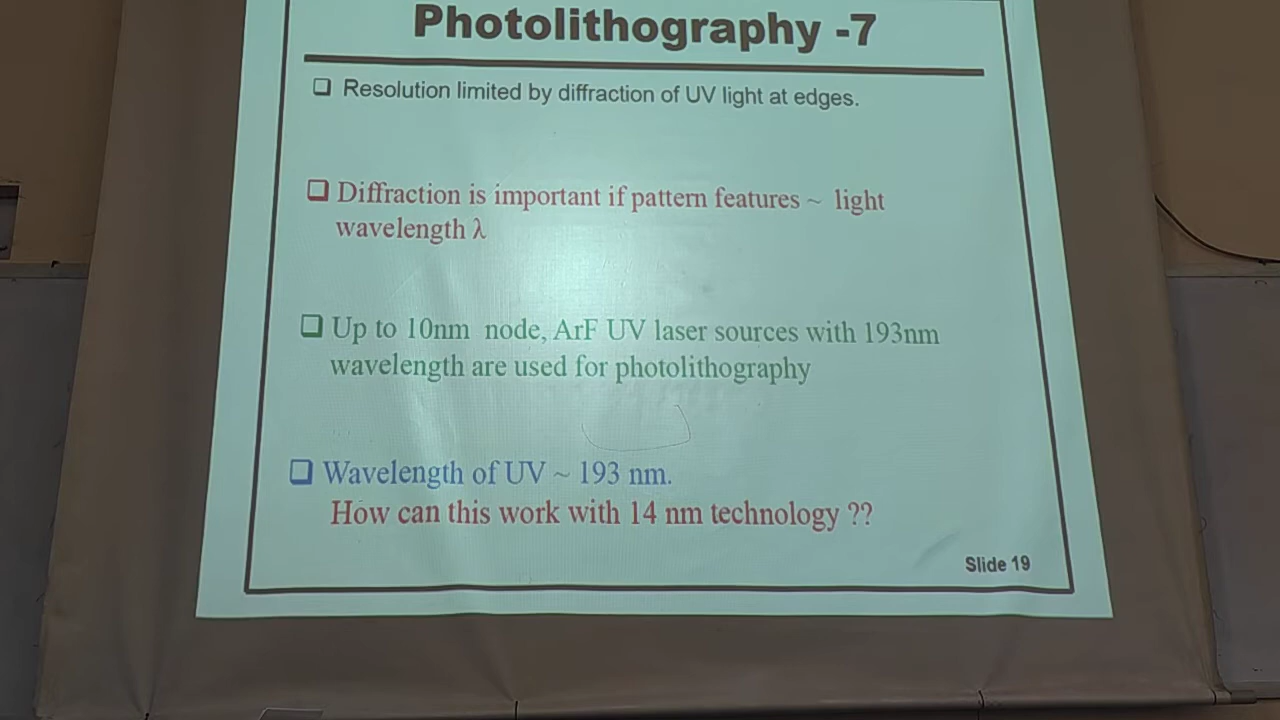 Photolithography -7
❑ Resolution limited by diffraction of UV light at edges.
❑ Diffraction is important if pattern features ~ light
wavelength λ
❑ Up to 10nm node, ArF UV laser sources with 193nm
wavelength are used for photolithography
❑ Wavelength of UV ~ 193 nm.
How can this work with 14 nm technology ??
Slide 19